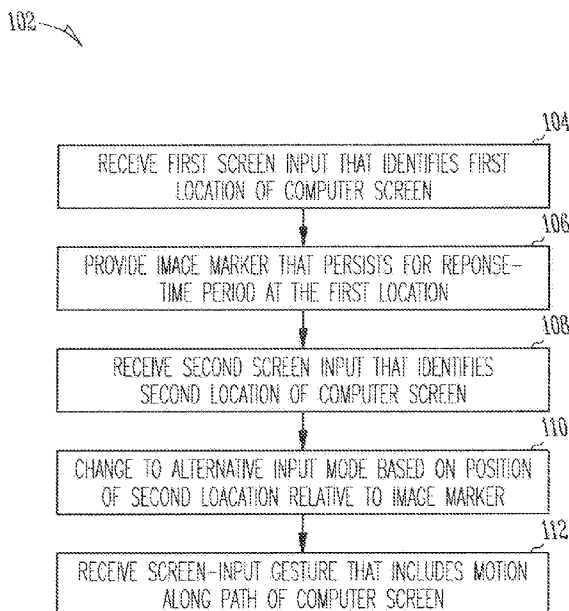 102
104
RECEIVE FIRST SCREEN INPUT THAT IDENTIFIES FIRST
LOCATION OF COMPUTER SCREEN
106
PROVIDE IMAGE MARKER THAT PERSISTS FOR REPONSE-
TIME PERIOD AT THE FIRST LOCATION
108
RECEIVE SECOND SCREEN INPUT THAT IDENTIFIES
SECOND LOCATION OF COMPUTER SCREEN
110
CHANGE TO ALTERNATIVE INPUT MODE BASED ON POSITION
OF SECOND LOACATION RELATIVE TO IMAGE MARKER
112
RECEIVE SCREEN-INPUT GESTURE THAT INCLUDES MOTION
ALONG PATH OF COMPUTER SCREEN